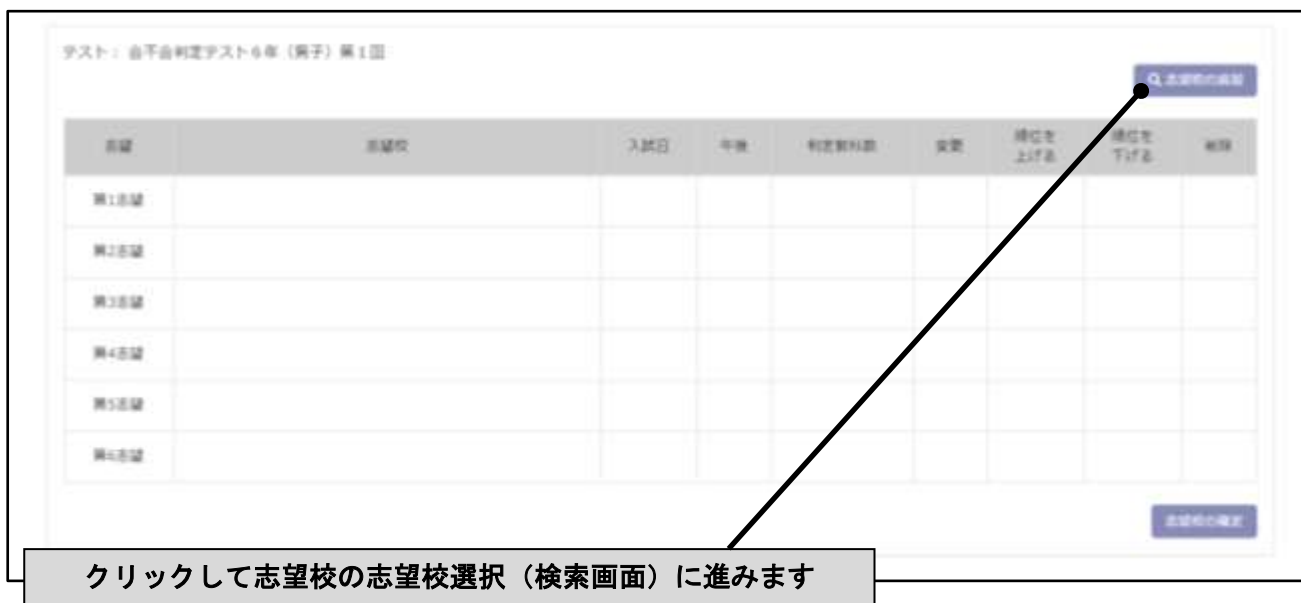 テスト： 合不合判定テスト６年（男子）第１回
志望校の追加
志望 志望校 入試日 午後 判定教科数 変更 順位を上げる 順位を下げる 削除
第1志望
第2志望
第3志望
第4志望
第5志望
第6志望
志望校の確定
クリックして志望校の志望校選択（検索画面）に進みます